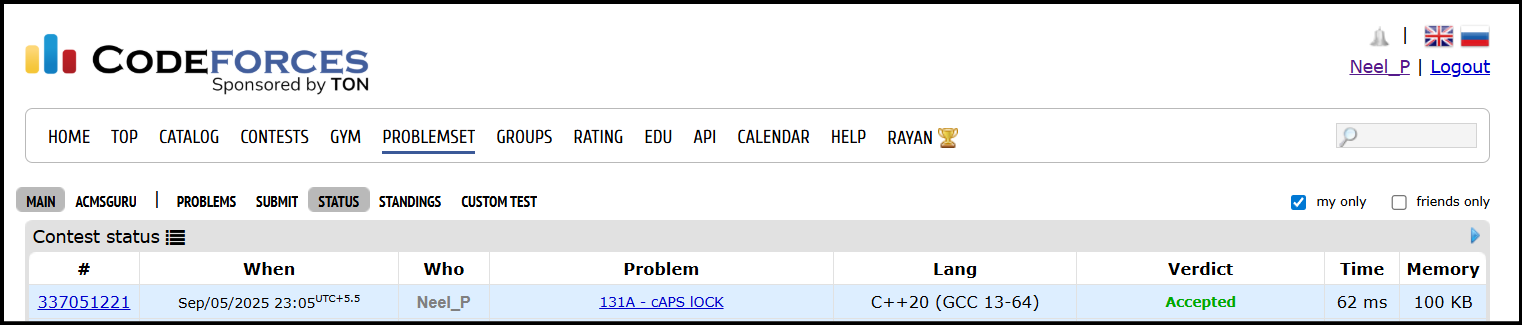 CODEFORCES
Sponsored by TON
|
Neel_P | Logout
HOME TOP CATALOG CONTESTS GYM PROBLEMSET GROUPS RATING EDU API CALENDAR HELP RAYAN
MAIN ACMSGURU | PROBLEMS SUBMIT STATUS STANDINGS CUSTOM TEST my only friends only
Contest status
# When Who Problem Lang Verdict Time Memory
337051221 Sep/05/2025 23:05UTC+5.5 Neel_P 131A - cAPS lOCK C++20 (GCC 13-64) Accepted 62 ms 100 KB